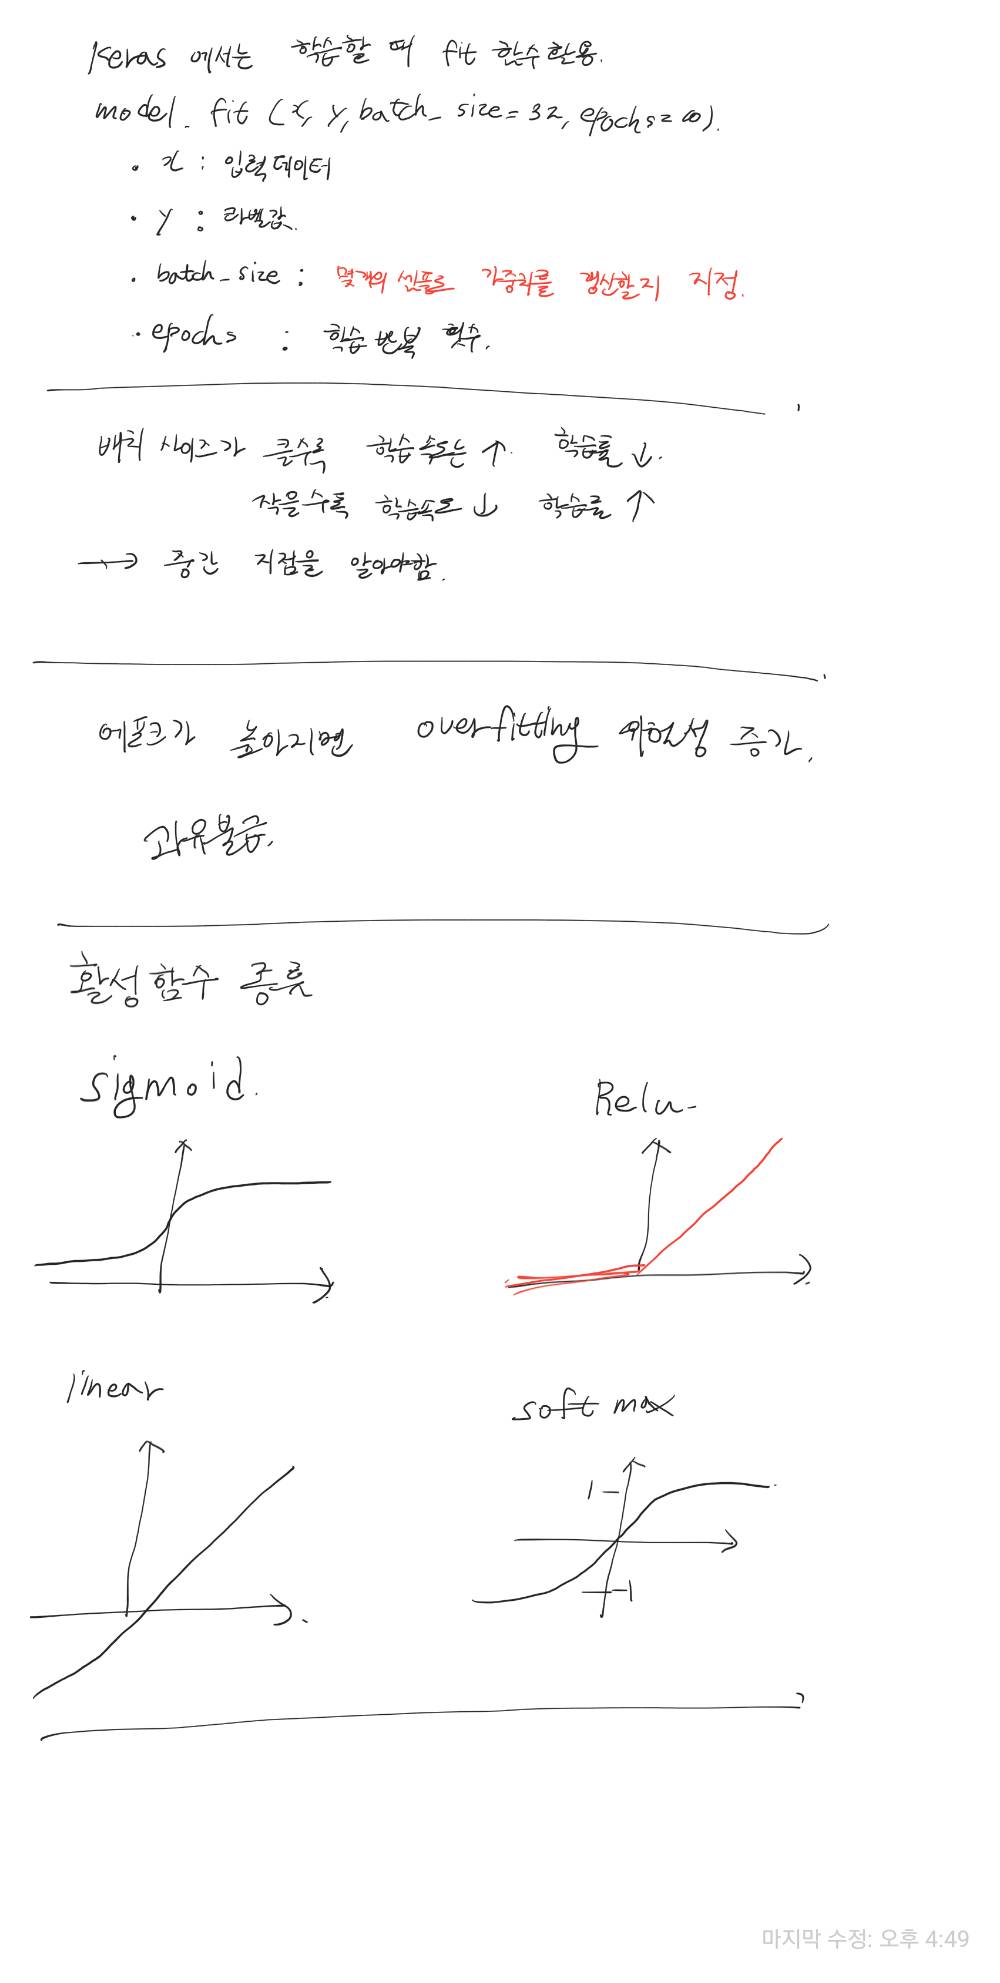 Keras 에서는 학습할 때 fit 함수활용.
model. fit (x, y, batch_ size = 32, epochs = ∞).
• x : 입력데이터
• y : 라벨값.
• batch_size : 몇개의 샘플로 가중치를 갱신할지 지정.
• epochs : 학습 반복 횟수.
배치 사이즈가 클수록 학습속도는 ↑. 학습률 ↓.
작을수록 학습속도 ↓ 학습률 ↑
→ 중간 지점을 알아야함.
에포크가 높아지면 overfitting 위험성 증가.
과유불급.
활성함수 종류
sigmoid.
Relu-
linear
soft max
1
-1
마지막 수정: 오후 4:49